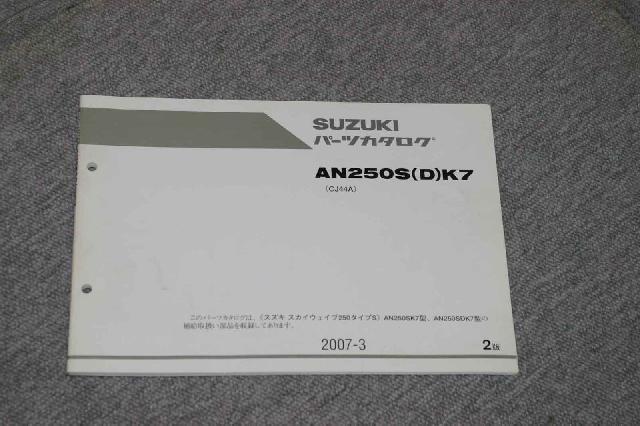 SUZUKI
パーツカタログ
AN250S(D)K7
(CJ44A)
このパーツカタログは、《スズキ スカイウェイブ250タイプS》AN250SK7型、AN250SDK7型の
補給取扱い部品を収録してあります。
2007-3
2版